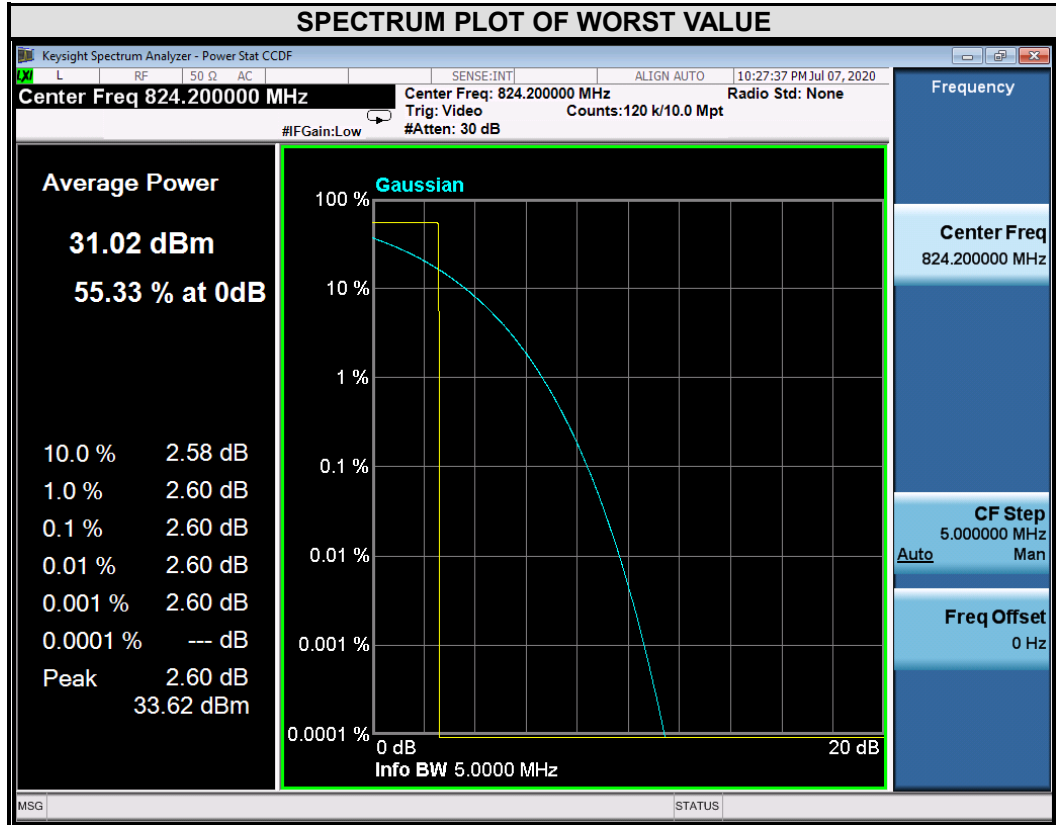 SPECTRUM PLOT OF WORST VALUE
Keysight Spectrum Analyzer - Power Stat CCDF
LXI L RF 50 Ω AC SENSE:INT ALIGN AUTO 10:27:37 PM Jul 07, 2020
Center Freq 824.200000 MHz
Center Freq: 824.200000 MHz Radio Std: None
Trig: Video Counts:120 k/10.0 Mpt
#IFGain:Low #Atten: 30 dB
Average Power
31.02 dBm
55.33 % at 0dB
10.0 % 2.58 dB
1.0 % 2.60 dB
0.1 % 2.60 dB
0.01 % 2.60 dB
0.001 % 2.60 dB
0.0001 % --- dB
Peak 2.60 dB
33.62 dBm
Gaussian
100 %
10 %
1 %
0.1 %
0.01 %
0.001 %
0.0001 %
0 dB 20 dB
Info BW 5.0000 MHz
Frequency
Center Freq
824.200000 MHz
CF Step
5.000000 MHz
Auto Man
Freq Offset
0 Hz
MSG STATUS